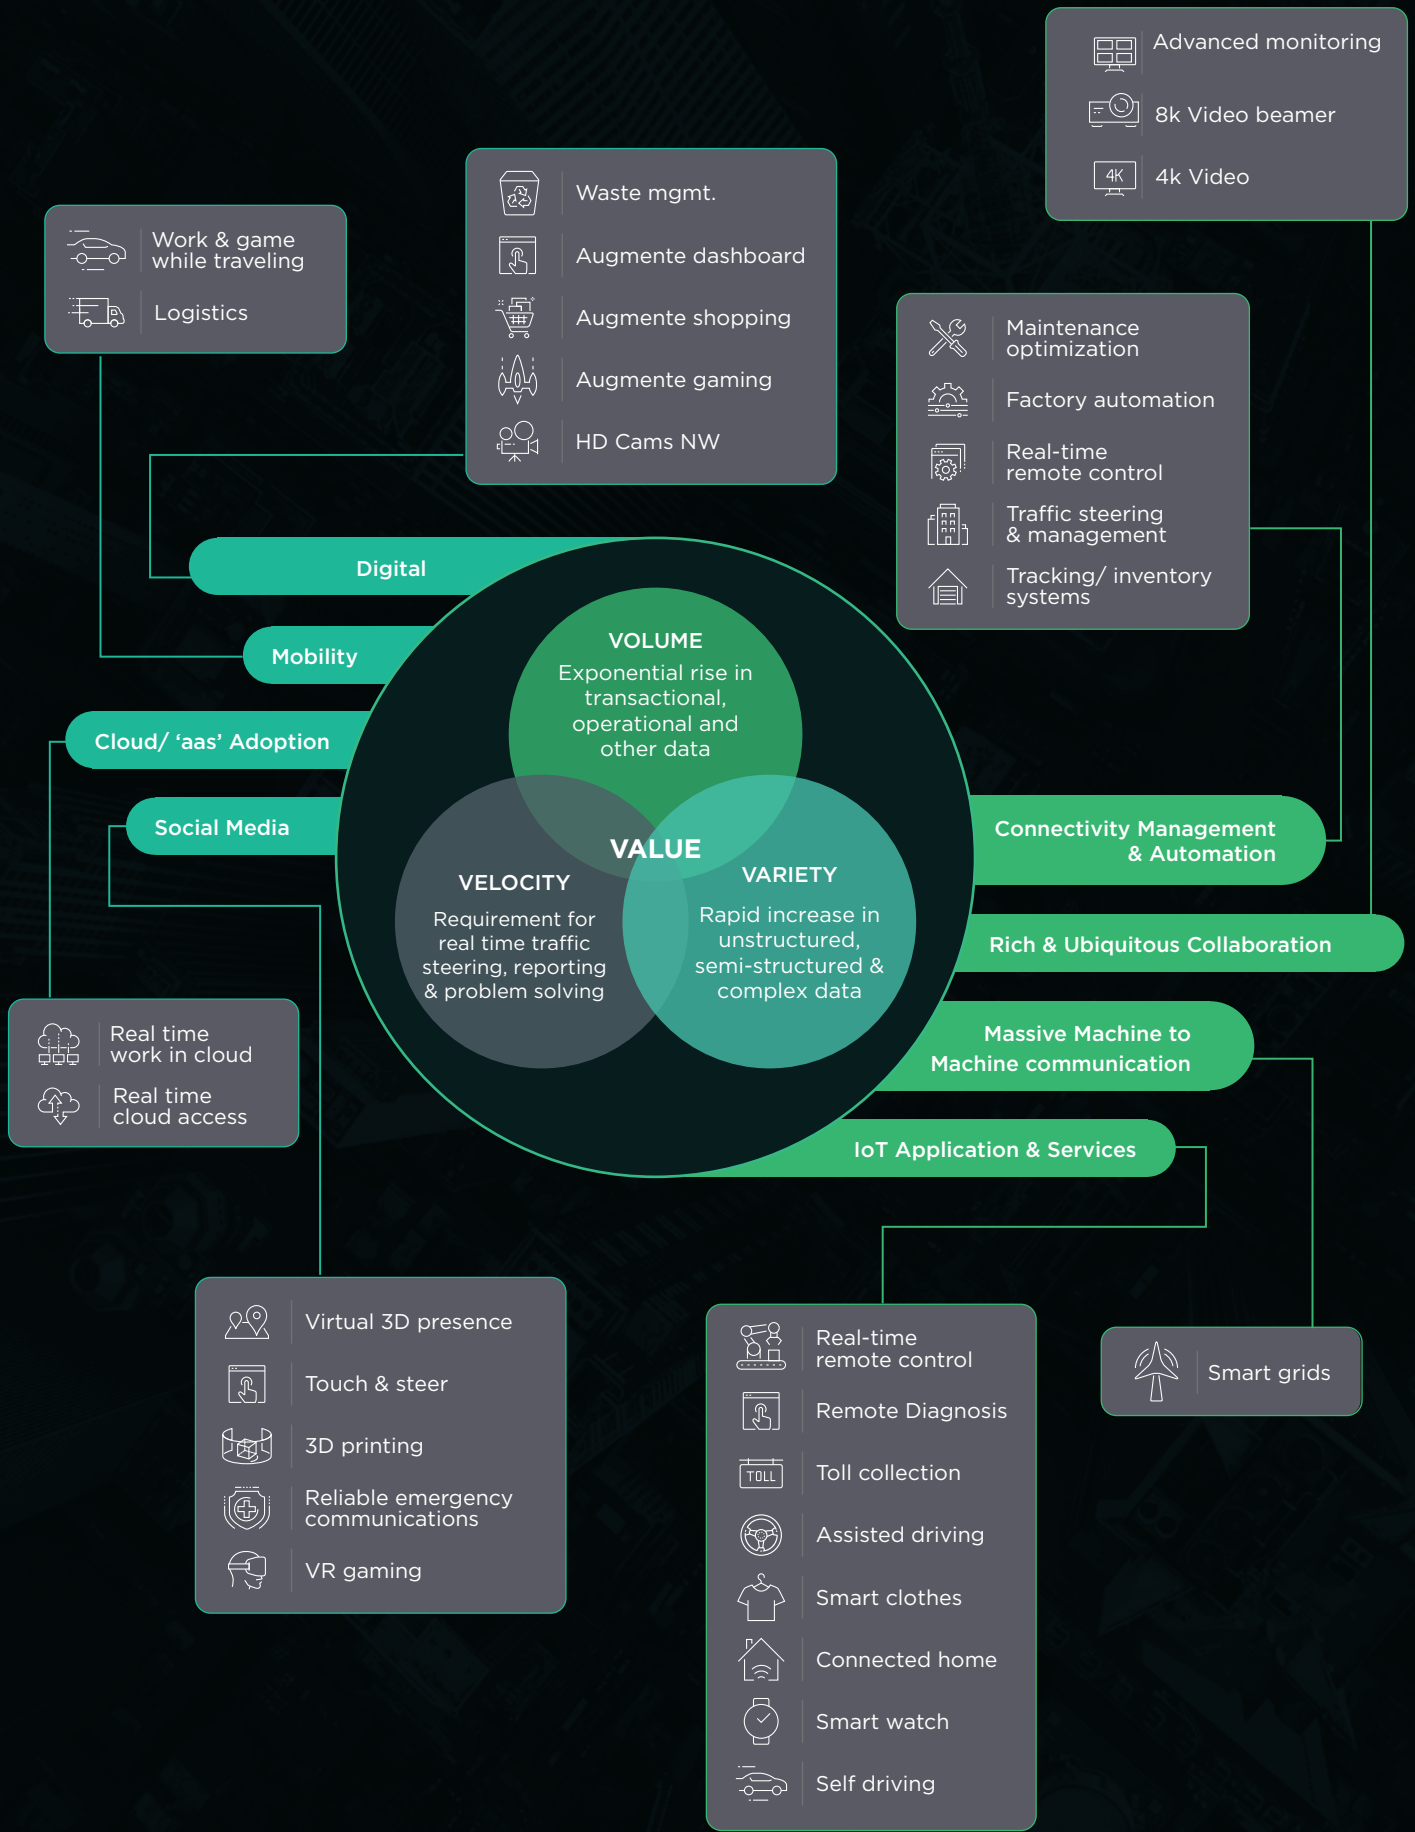 Advanced monitoring
8k Video beamer
4K
4k Video
Work & game
while traveling
Logistics
Waste mgmt.
Augmente dashboard
Augmente shopping
Augmente gaming
HD Cams NW
Maintenance
optimization
Factory automation
Real-time
remote control
Traffic steering
& management
Tracking/ inventory
systems
Digital
Mobility
Cloud/ ‘aas’ Adoption
Social Media
VOLUME
Exponential rise in
transactional,
operational and
other data
VALUE
VELOCITY
Requirement for
real time traffic
steering, reporting
& problem solving
VARIETY
Rapid increase in
unstructured,
semi-structured &
complex data
Connectivity Management
& Automation
Rich & Ubiquitous Collaboration
Massive Machine to
Machine communication
IoT Application & Services
Real time
work in cloud
Real time
cloud access
Virtual 3D presence
Touch & steer
3D printing
Reliable emergency
communications
VR gaming
Real-time
remote control
Remote Diagnosis
TOLL
Toll collection
Assisted driving
Smart clothes
Connected home
Smart watch
Self driving
Smart grids